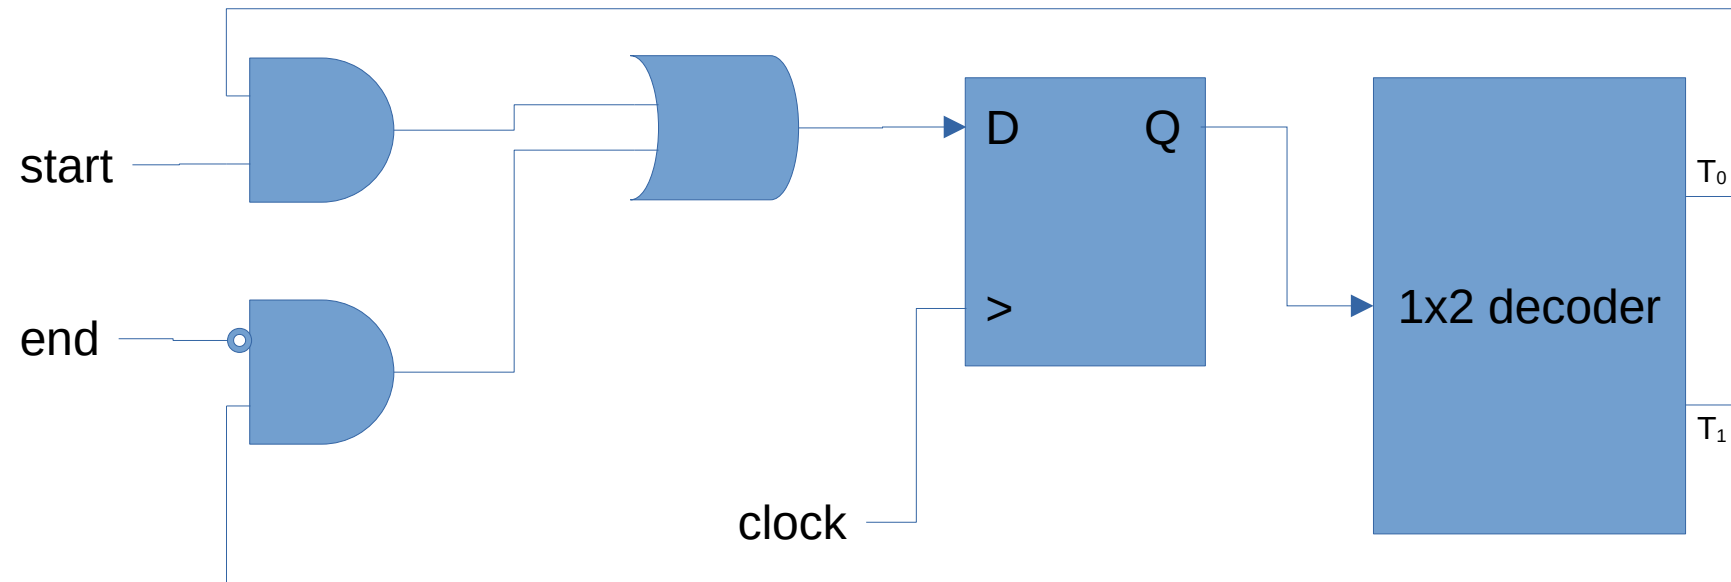 start
end
clock
D Q
>
1x2 decoder
T₀
T₁